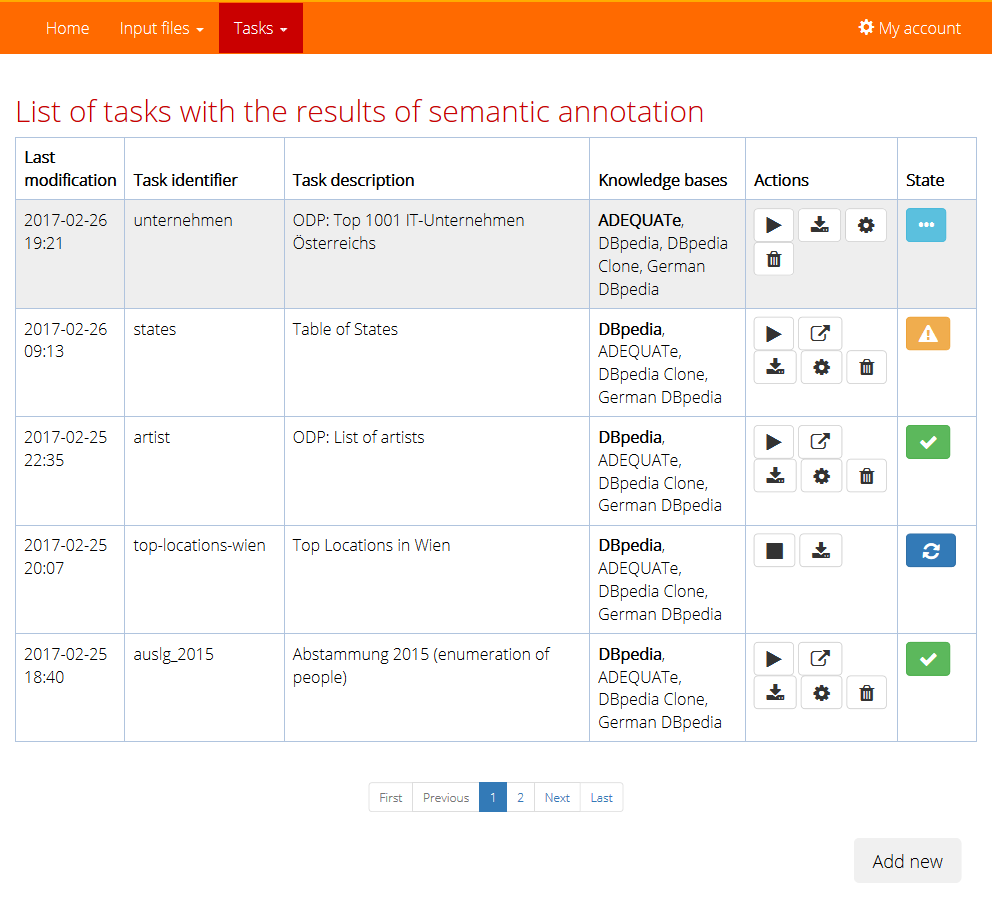 Home Input files Tasks My account
List of tasks with the results of semantic annotation
Last
modification Task identifier Task description Knowledge bases Actions State
2017-02-26 unternehmen ODP: Top 1001 IT-Unternehmen ADEQUATe,
19:21 Österreichs DBpedia, DBpedia
Clone, German
DBpedia
2017-02-26 states Table of States DBpedia,
09:13 ADEQUATe,
DBpedia Clone,
German DBpedia
2017-02-25 artist ODP: List of artists DBpedia,
22:35 ADEQUATe,
DBpedia Clone,
German DBpedia
2017-02-25 top-locations-wien Top Locations in Wien DBpedia,
20:07 ADEQUATe,
DBpedia Clone,
German DBpedia
2017-02-25 auslg_2015 Abstammung 2015 (enumeration of DBpedia,
18:40 people) ADEQUATe,
DBpedia Clone,
German DBpedia
First Previous 1 2 Next Last
Add new